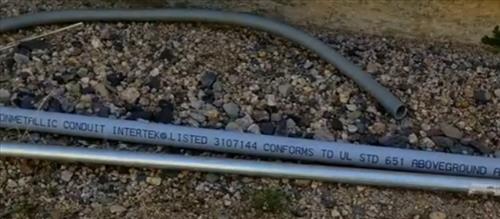 ONMETALLIC CONDUIT INTERTEK® LISTED 3107144 CONFORMS TO UL STD 651 ABOVEGROUND A